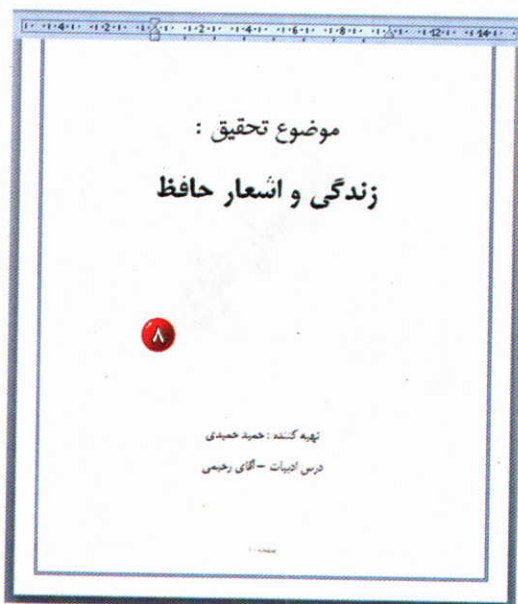 موضوع تحقیق :
زندگی و اشعار حافظ
۸
تهیه کننده : حمید حمیدی
درس ادبیات – آقای رحیمی